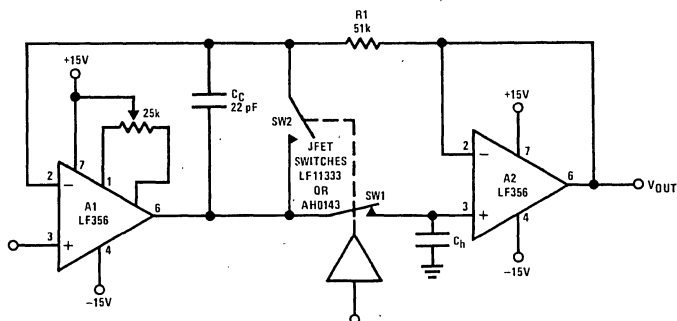 R1
51k
+15V
25k
CC
22 pF
SW2
JFET
SWITCHES
LF11333
OR
AH0143
SW1
+15V
2
7
1
A1
LF356
6
3
4
-15V
Ch
2
7
A2
LF356
6
3
4
-15V
VOUT